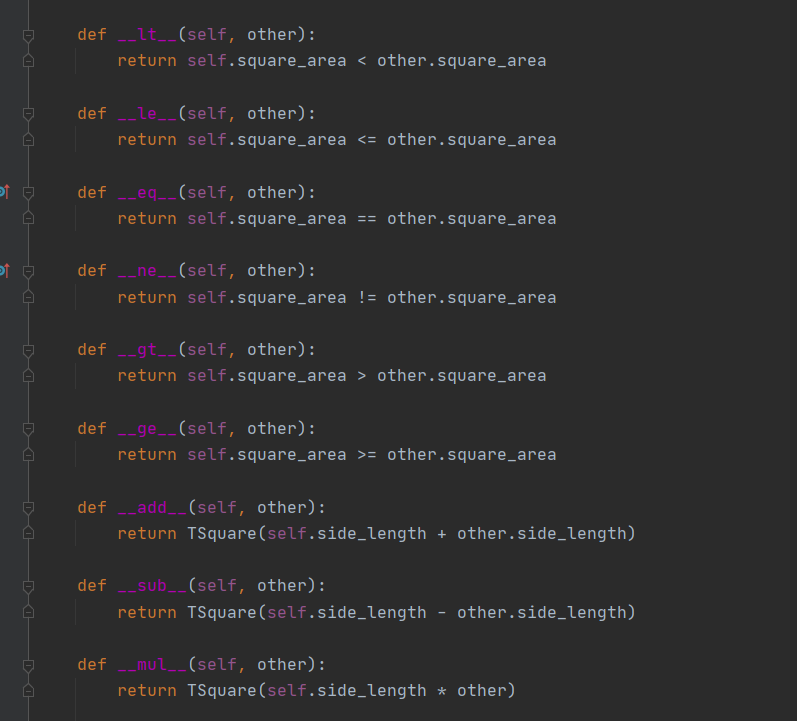 def __lt__(self, other):
return self.square_area < other.square_area
def __le__(self, other):
return self.square_area <= other.square_area
def __eq__(self, other):
return self.square_area == other.square_area
def __ne__(self, other):
return self.square_area != other.square_area
def __gt__(self, other):
return self.square_area > other.square_area
def __ge__(self, other):
return self.square_area >= other.square_area
def __add__(self, other):
return TSquare(self.side_length + other.side_length)
def __sub__(self, other):
return TSquare(self.side_length - other.side_length)
def __mul__(self, other):
return TSquare(self.side_length * other)